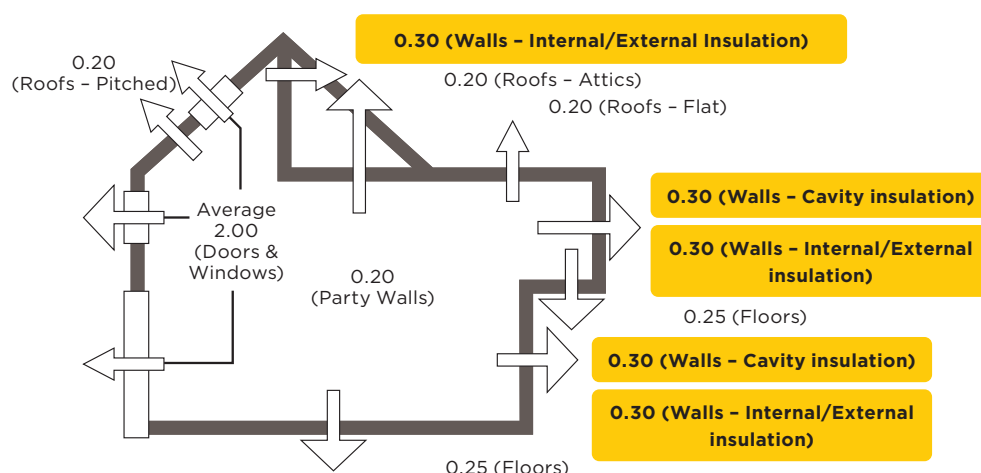 0.30 (Walls – Internal/External Insulation)
0.20
(Roofs – Pitched)
0.20 (Roofs – Attics)
0.20 (Roofs – Flat)
0.30 (Walls – Cavity insulation)
Average
2.00
(Doors &
Windows)
0.30 (Walls – Internal/External
insulation)
0.20
(Party Walls)
0.25 (Floors)
0.30 (Walls – Cavity insulation)
0.30 (Walls – Internal/External
insulation)
0.25 (Floors)